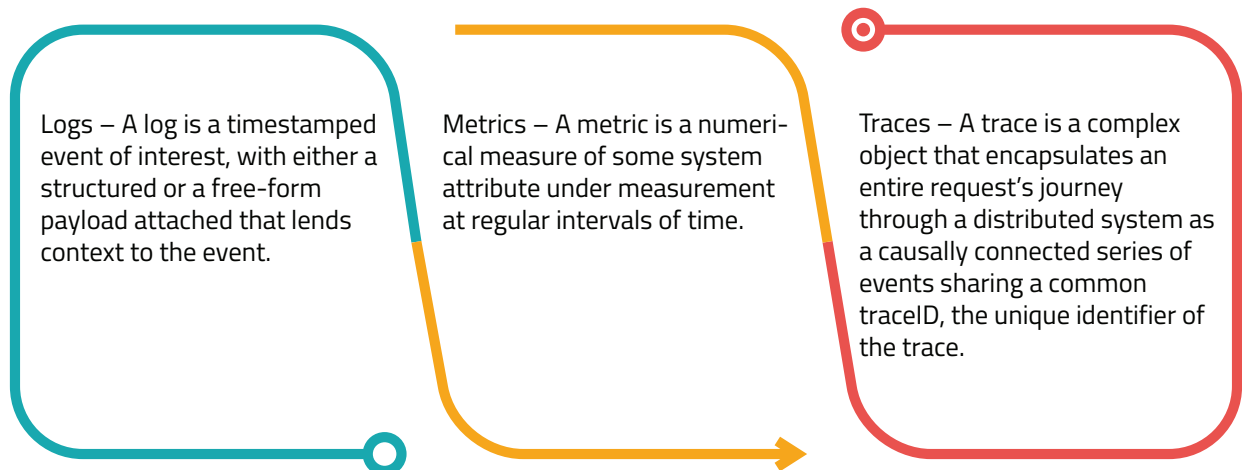 Logs – A log is a timestamped
event of interest, with either a
structured or a free-form
payload attached that lends
context to the event.
Metrics – A metric is a numeri-
cal measure of some system
attribute under measurement
at regular intervals of time.
Traces – A trace is a complex
object that encapsulates an
entire request’s journey
through a distributed system as
a causally connected series of
events sharing a common
traceID, the unique identifier of
the trace.